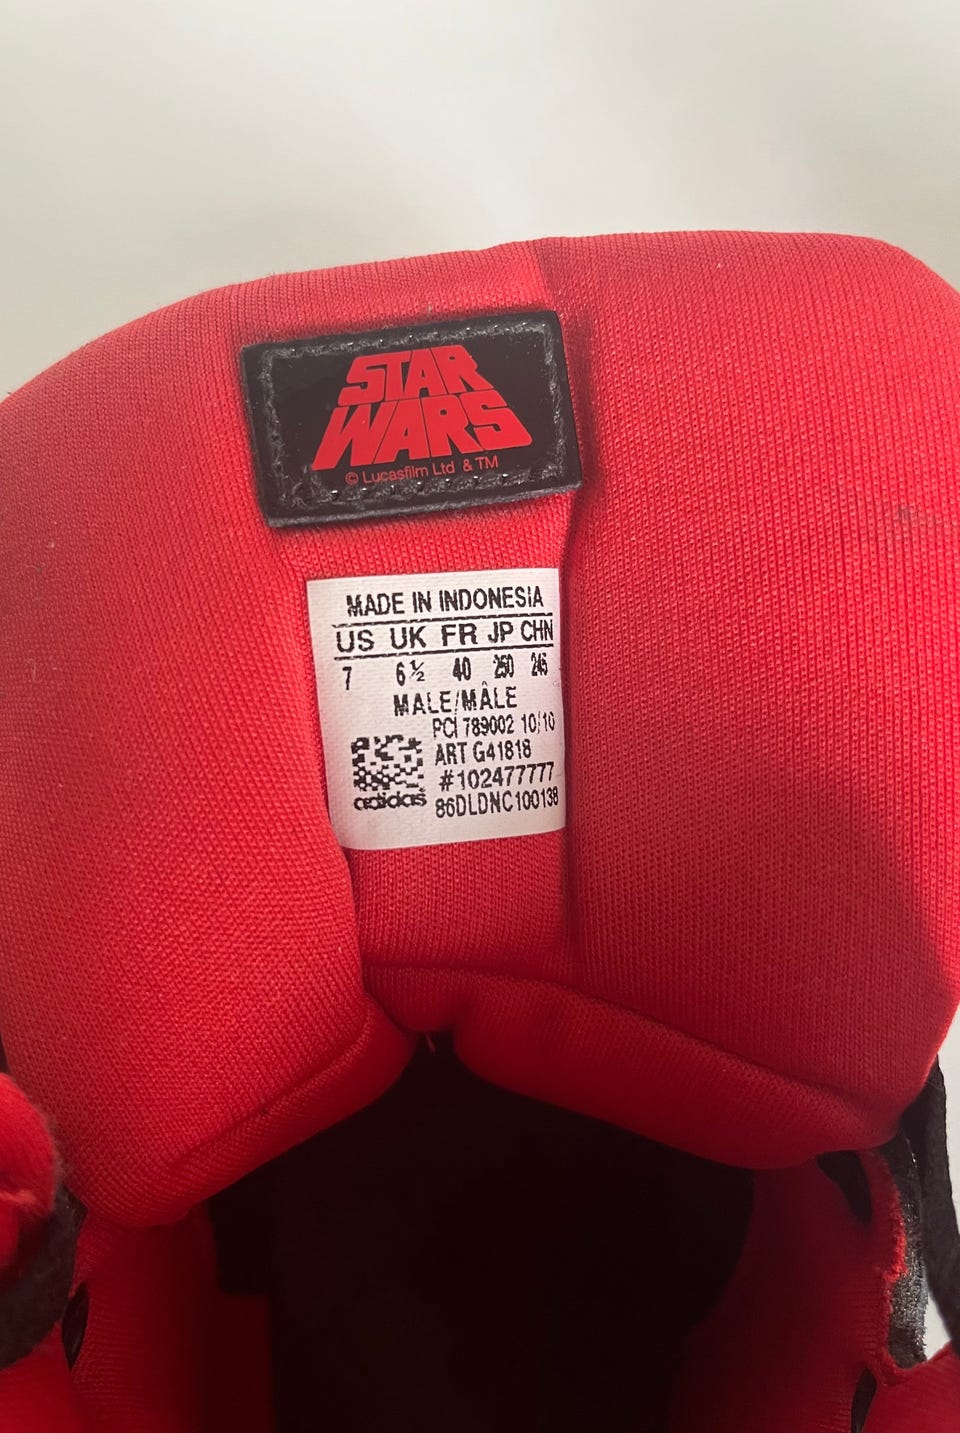 STAR
WARS
© Lucasfilm Ltd & TM
MADE IN INDONESIA
US UK FR JP CHN
7 6½ 40 250 245
MALE/MÂLE
PCI 789002 10/10
ART G41818
#102477777
adidas
86DLDNC100138